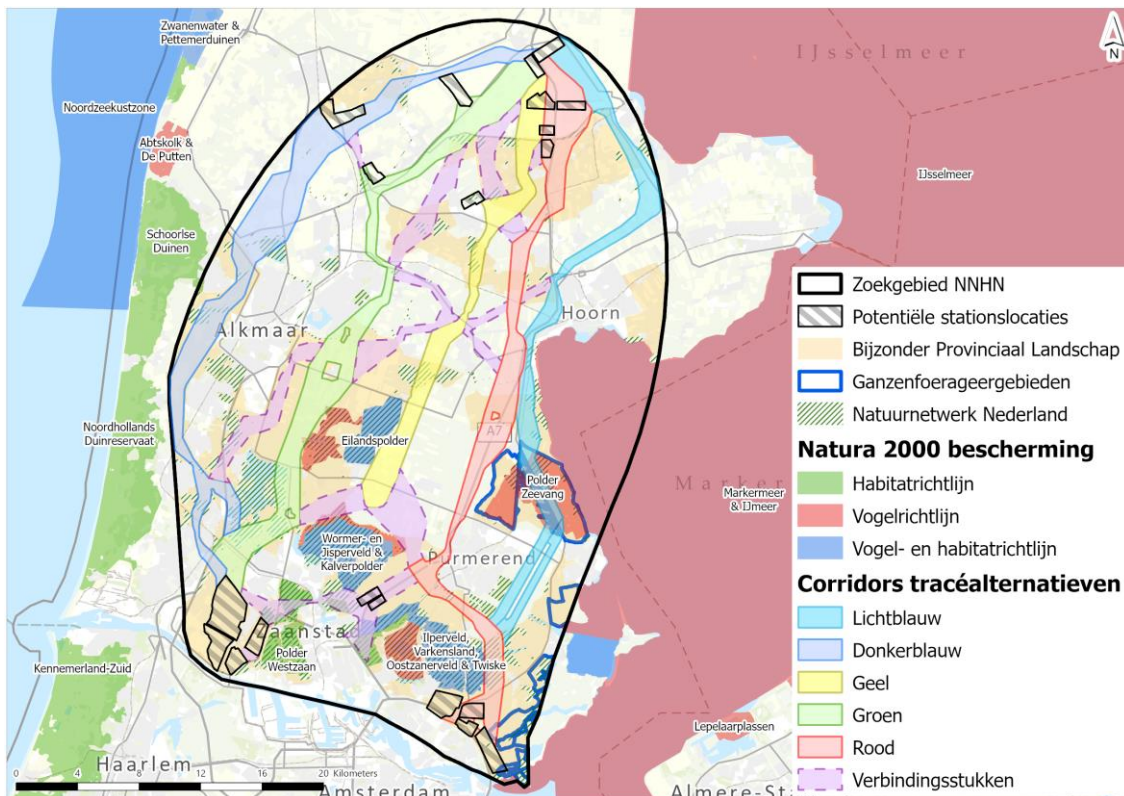 Zwanenwater &
Pettemerduinen
IJsselmeer
N
Noordzeekustzone
Abtskolk &
De Putten
IJsselmeer
Schoorlse
Duinen
Zoekgebied NNHN
Hoorn
Potentiële stationslocaties
Alkmaar
Bijzonder Provinciaal Landschap
Ganzenfoerageergebieden
Natuurnetwerk Nederland
Noordhollands
Duinreservaat
A7
Eilandspolder
Natura 2000 bescherming
Polder
Zeevang
Marker
Markermeer
& IJmeer
Habitatrichtlijn
Vogelrichtlijn
Wormer- en
Jisperveld &
Kalverpolder
Purmerend
Vogel- en habitatrichtlijn
Corridors tracéalternatieven
Lichtblauw
Zaanstad
Ilperveld,
Varkensland,
Oostzanerveld & Twiske
Polder
Westzaan
Donkerblauw
Kennemerland-Zuid
Geel
Groen
Lepelaarplassen
Rood
Haarlem
0 4 8 12 16 20 Kilometers
Verbindingsstukken
Amsterdam
Almere-Sta